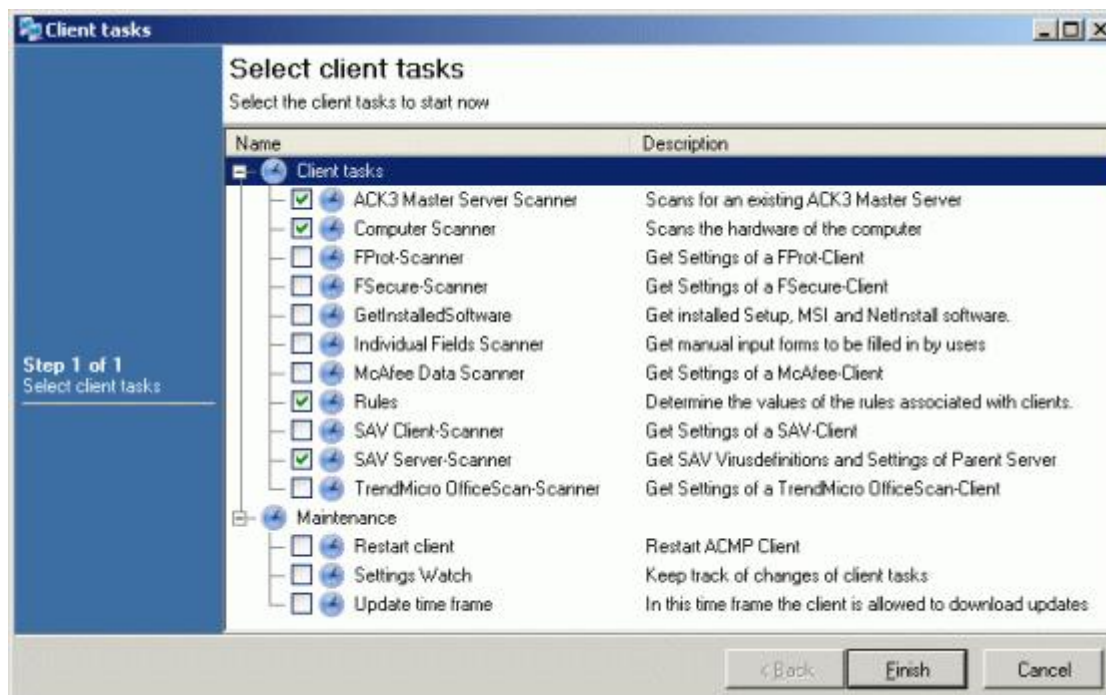 Client tasks
Select client tasks
Select the client tasks to start now
Name Description
Client tasks
ACK3 Master Server Scanner Scans for an existing ACK3 Master Server
Computer Scanner Scans the hardware of the computer
FProt-Scanner Get Settings of a FProt-Client
FSecure-Scanner Get Settings of a FSecure-Client
GetInstalledSoftware Get installed Setup, MSI and NetInstall software.
Individual Fields Scanner Get manual input forms to be filled in by users
McAfee Data Scanner Get Settings of a McAfee-Client
Rules Determine the values of the rules associated with clients.
SAV Client-Scanner Get Settings of a SAV-Client
SAV Server-Scanner Get SAV Virusdefinitions and Settings of Parent Server
TrendMicro OfficeScan-Scanner Get Settings of a TrendMicro OfficeScan-Client
Maintenance
Restart client Restart ACMP Client
Settings Watch Keep track of changes of client tasks
Update time frame In this time frame the client is allowed to download updates
Step 1 of 1
Select client tasks
< Back Finish Cancel